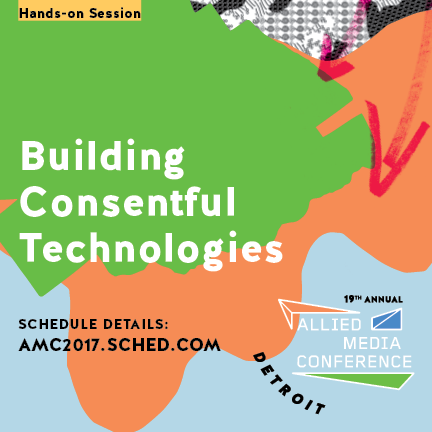 Hands-on Session
Building
Consentful
Technologies
SCHEDULE DETAILS:
AMC2017.SCHED.COM
19TH ANNUAL
ALLIED
MEDIA
CONFERENCE
DETROIT